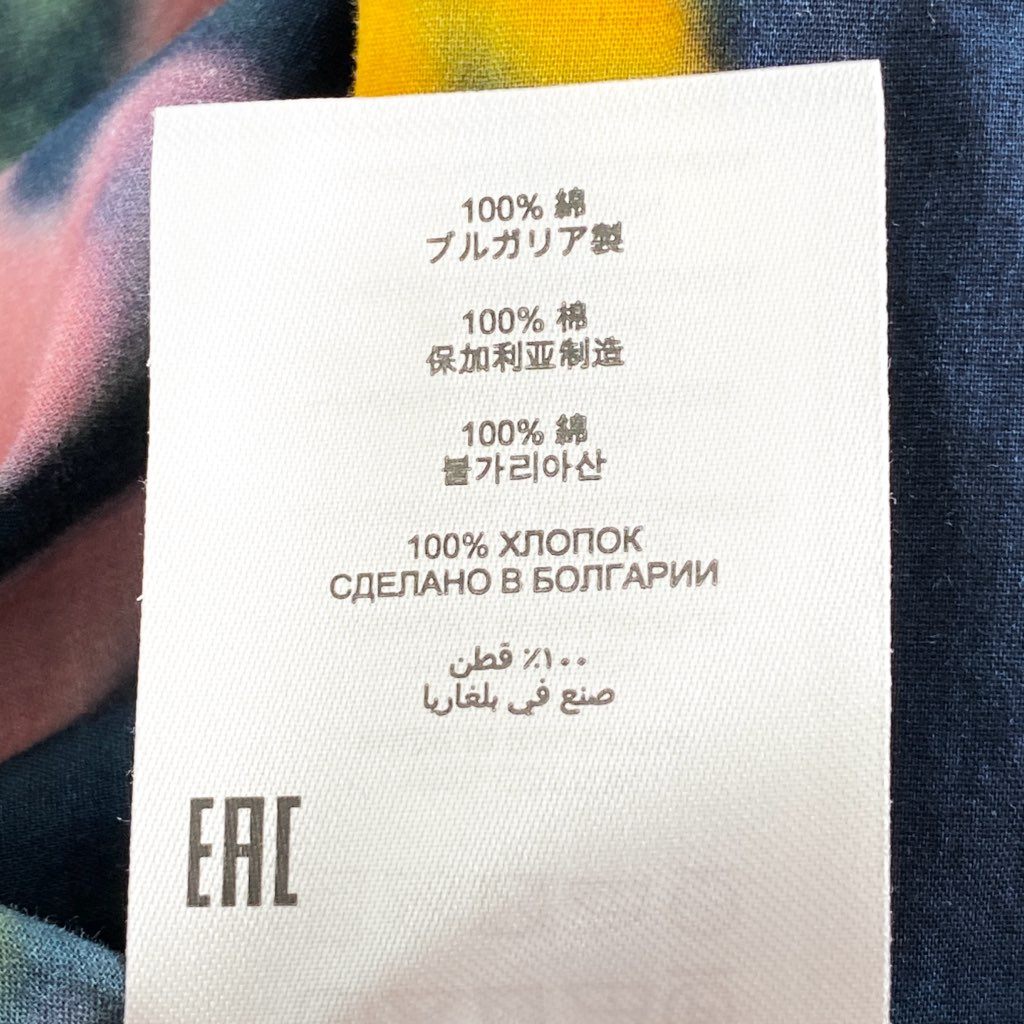 100% 綿
ブルガリア製
100% 棉
保加利亚制造
100% 綿
불가리아산
100% ХЛОПОК
СДЕЛАНО В БОЛГАРИИ
١٠٠٪ قطن
صنع في بلغاريا
EAC